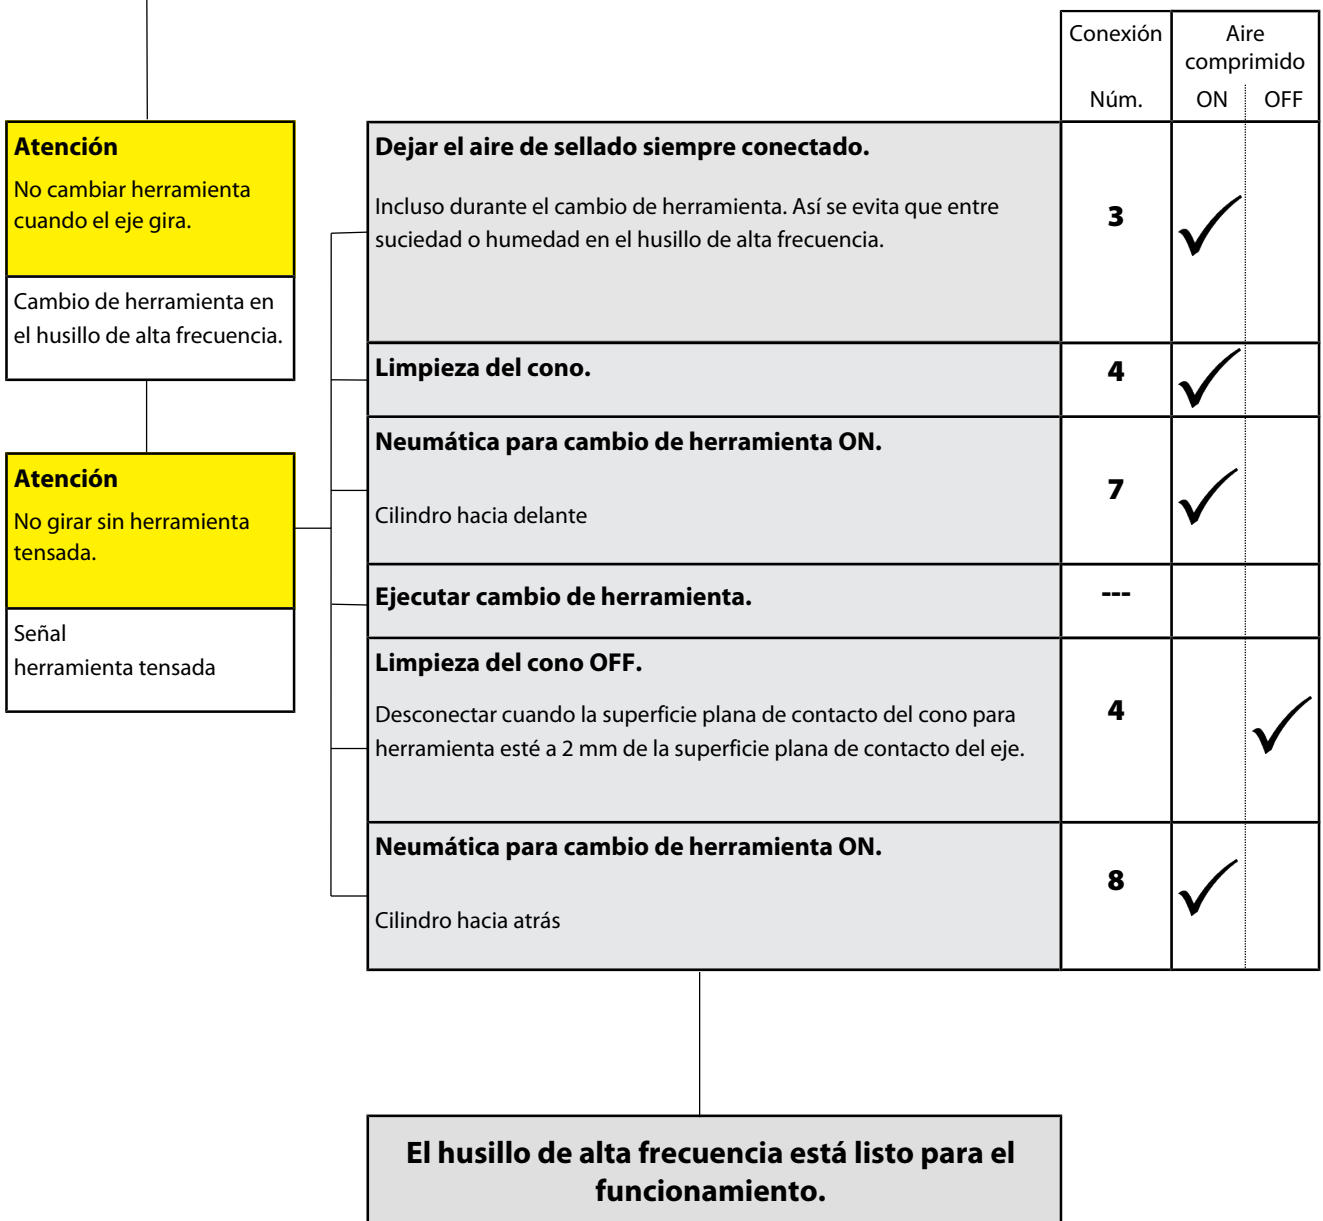 Conexión
Aire
comprimido
Núm.
ON
OFF
Atención
No cambiar herramienta
cuando el eje gira.
Cambio de herramienta en
el husillo de alta frecuencia.
Atención
No girar sin herramienta
tensada.
Señal
herramienta tensada
Dejar el aire de sellado siempre conectado.
Incluso durante el cambio de herramienta. Así se evita que entre
suciedad o humedad en el husillo de alta frecuencia.
3
Limpieza del cono.
4
Neumática para cambio de herramienta ON.
Cilindro hacia delante
7
Ejecutar cambio de herramienta.
---
Limpieza del cono OFF.
Desconectar cuando la superficie plana de contacto del cono para
herramienta esté a 2 mm de la superficie plana de contacto del eje.
4
Neumática para cambio de herramienta ON.
Cilindro hacia atrás
8
El husillo de alta frecuencia está listo para el
funcionamiento.